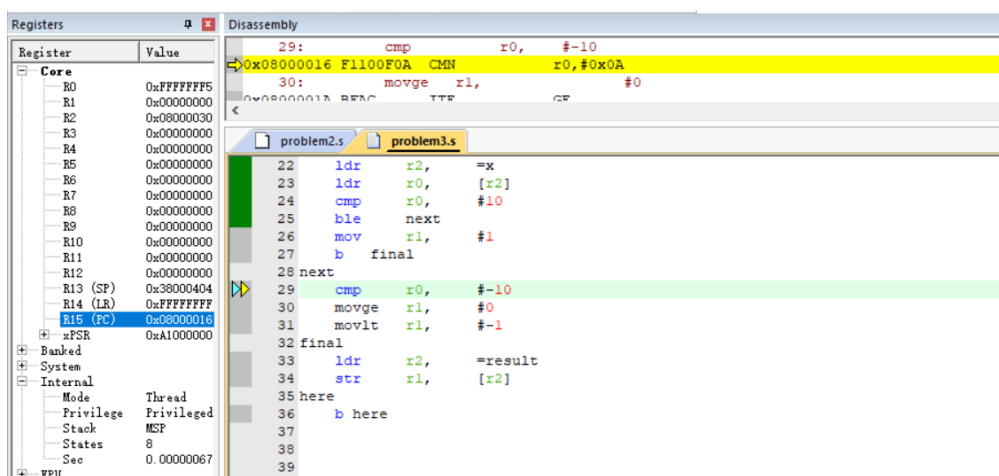 Registers
Register Value
Core
R0 0xFFFFFFF5
R1 0x00000000
R2 0x08000030
R3 0x00000000
R4 0x00000000
R5 0x00000000
R6 0x00000000
R7 0x00000000
R8 0x00000000
R9 0x00000000
R10 0x00000000
R11 0x00000000
R12 0x00000000
R13 (SP) 0x38000404
R14 (LR) 0xFFFFFFFF
R15 (PC) 0x08000016
xPSR 0xA1000000
Banked
System
Internal
Mode Thread
Privilege Privileged
Stack MSP
States 8
Sec 0.00000067
FPU
Disassembly
29: cmp r0, #-10
0x08000016 F1100F0A CMN r0,#0x0A
30: movge r1, #0
0x0800001A BFAC ITE GE
problem2.s problem3.s
22 ldr r2, =x
23 ldr r0, [r2]
24 cmp r0, #10
25 ble next
26 mov r1, #1
27 b final
28 next
29 cmp r0, #-10
30 movge r1, #0
31 movlt r1, #-1
32 final
33 ldr r2, =result
34 str r1, [r2]
35 here
36 b here
37
38
39